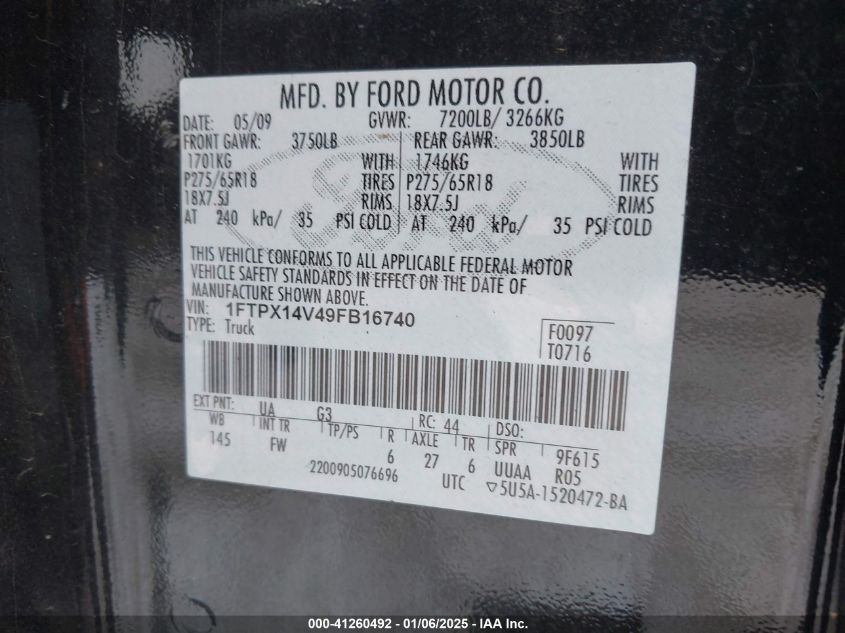 MFD. BY FORD MOTOR CO.
DATE: 05/09 GVWR: 7200LB/ 3266KG
FRONT GAWR: 3750LB REAR GAWR: 3850LB
1701KG WITH 1746KG WITH
P275/65R18 TIRES P275/65R18 TIRES
18X7.5J RIMS 18X7.5J RIMS
AT 240 kPa/ 35 PSI COLD AT 240 kPa/ 35 PSI COLD
Ford
THIS VEHICLE CONFORMS TO ALL APPLICABLE FEDERAL MOTOR
VEHICLE SAFETY STANDARDS IN EFFECT ON THE DATE OF
MANUFACTURE SHOWN ABOVE.
VIN: 1FTPX14V49FB16740
TYPE: Truck
F0097
T0716
EXT PNT: UA G3 RC: 44 DSO:
WB INT TR TP/PS R AXLE TR SPR 9F615
145 FW 6 27 6 UUAA R05
2200905076696 UTC ▽5U5A-1520472-BA
000-41260492 - 01/06/2025 - IAA Inc.